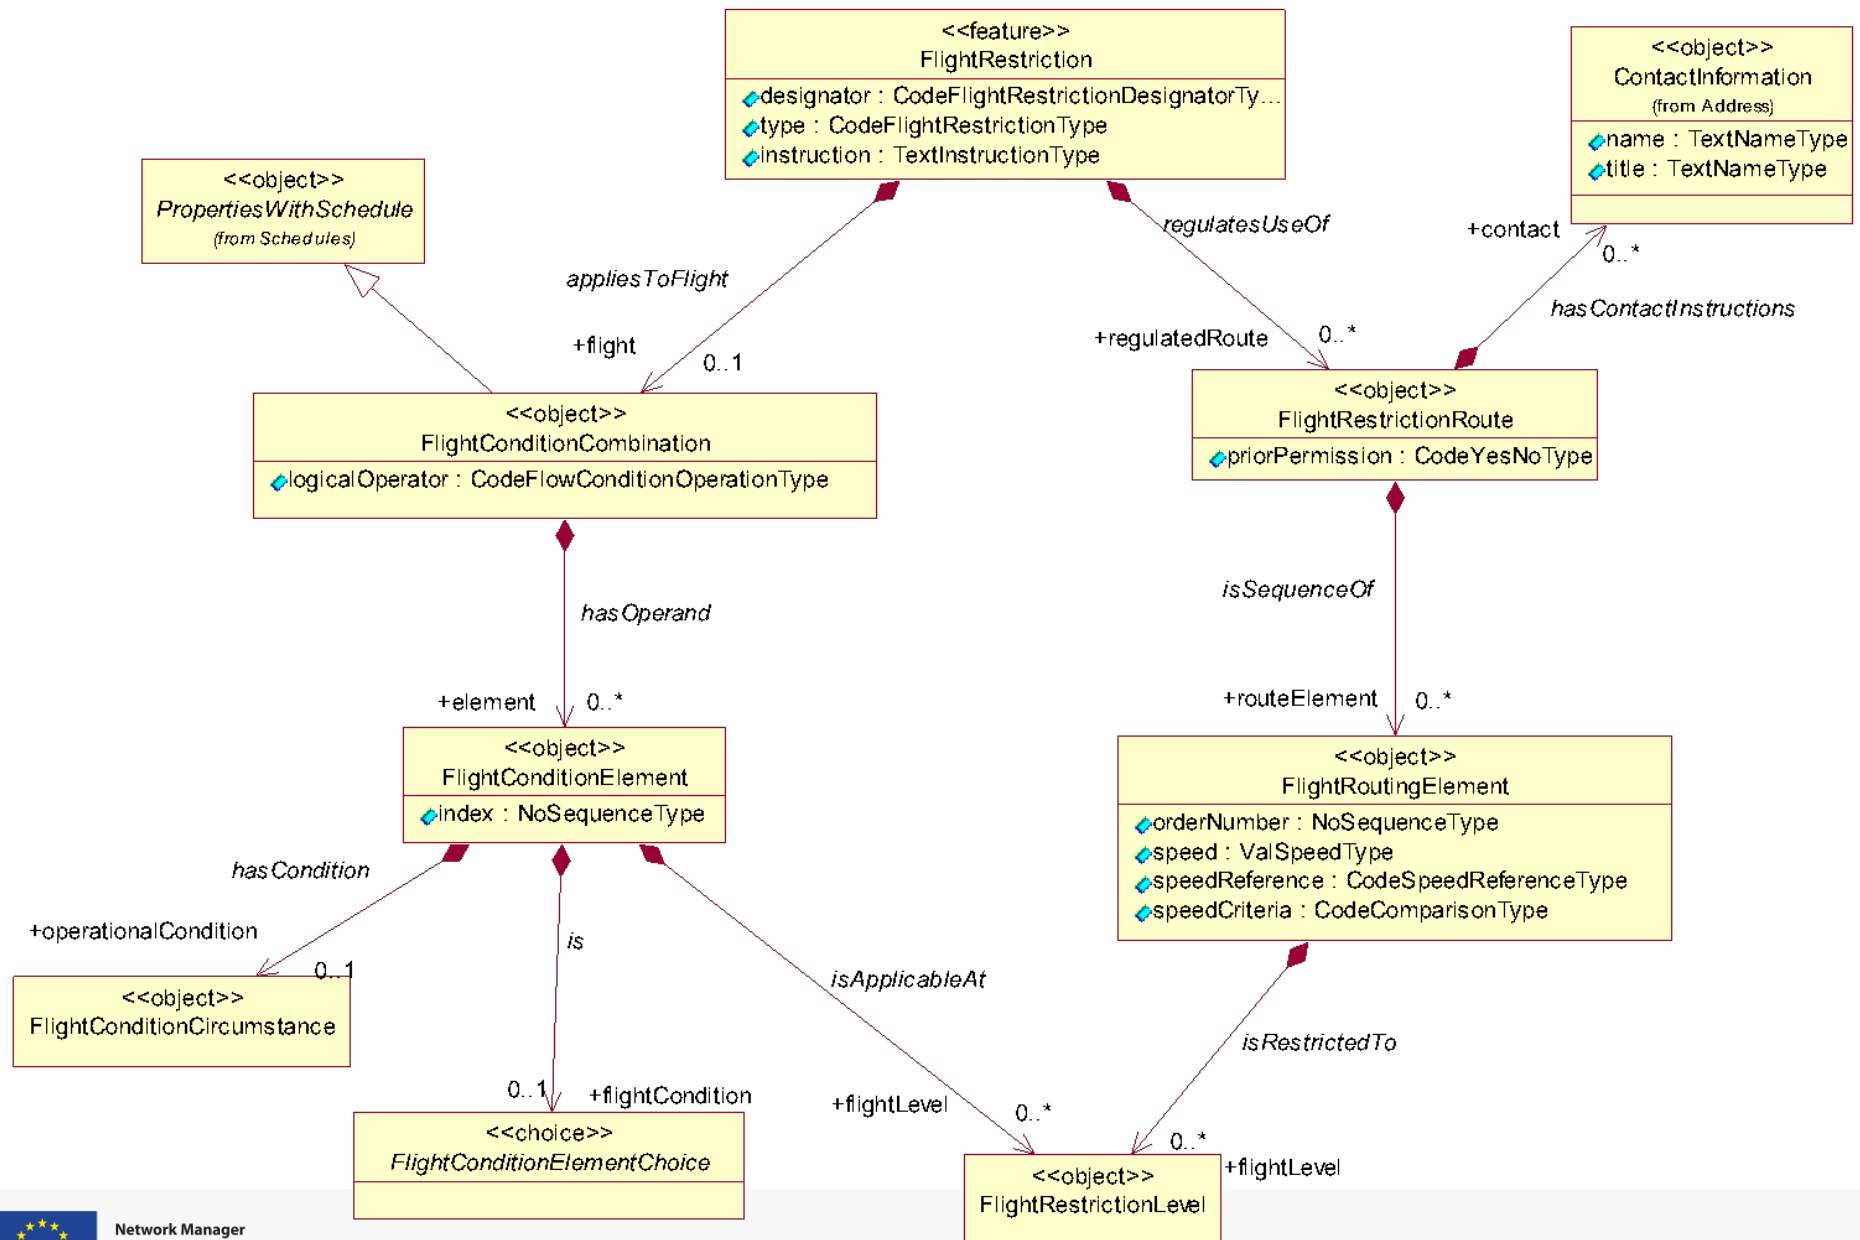 <<feature>>
FlightRestriction
designator : CodeFlightRestrictionDesignatorTy...
type : CodeFlightRestrictionType
instruction : TextInstructionType
<<object>>
ContactInformation
(from Address)
name : TextNameType
title : TextNameType
<<object>>
PropertiesWithSchedule
(from Schedules)
regulatesUseOf
+contact
0..*
appliesToFlight
hasContactInstructions
+flight
0..1
+regulatedRoute
0..*
<<object>>
FlightConditionCombination
logicalOperator : CodeFlowConditionOperationType
<<object>>
FlightRestrictionRoute
priorPermission : CodeYesNoType
hasOperand
isSequenceOf
+element
0..*
+routeElement
0..*
<<object>>
FlightConditionElement
index : NoSequenceType
<<object>>
FlightRoutingElement
orderNumber : NoSequenceType
speed : ValSpeedType
speedReference : CodeSpeedReferenceType
speedCriteria : CodeComparisonType
hasCondition
+operationalCondition
0..1
is
isApplicableAt
isRestrictedTo
<<object>>
FlightConditionCircumstance
0..1
+flightCondition
+flightLevel
0..*
0..*
+flightLevel
<<choice>>
FlightConditionElementChoice
<<object>>
FlightRestrictionLevel
Network Manager